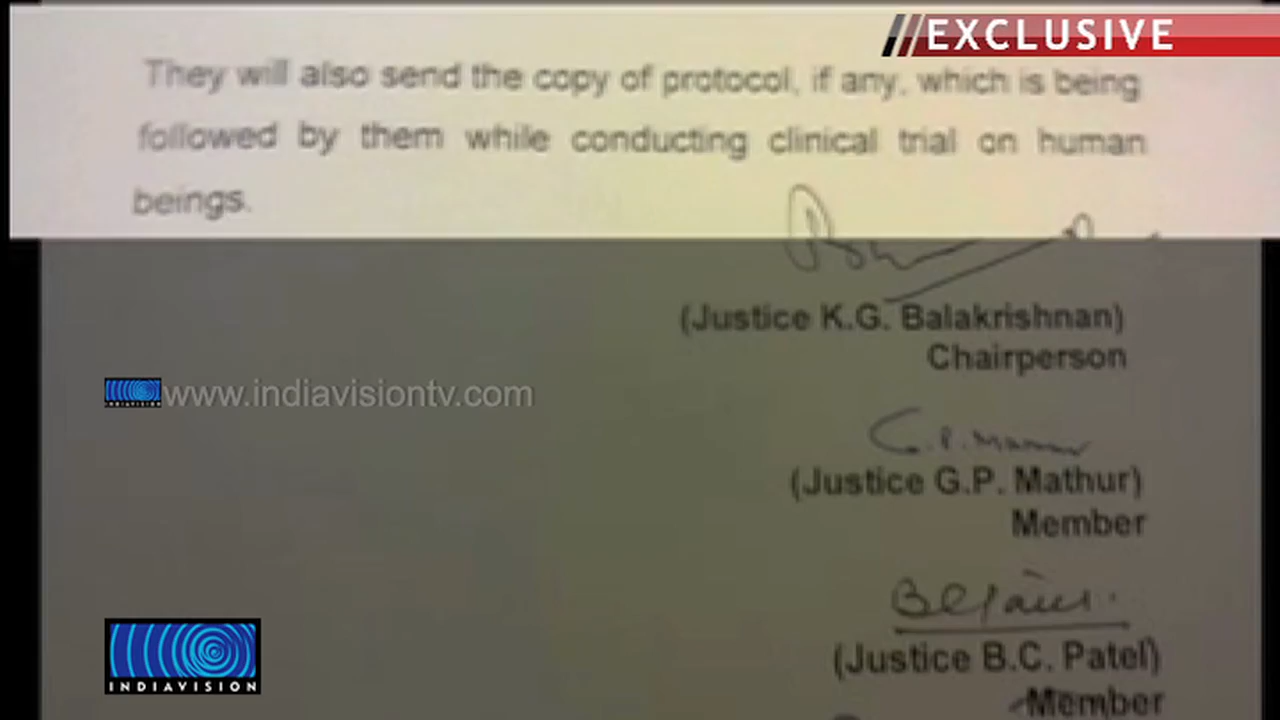 EXCLUSIVE
They will also send the copy of protocol, if any, which is being
followed by them while conducting clinical trial on human
beings.
(Justice K.G. Balakrishnan)
Chairperson
www.indiavisiontv.com
INDIAVISION
(Justice G.P. Mathur)
Member
(Justice B.C. Patel)
Member
INDIAVISION